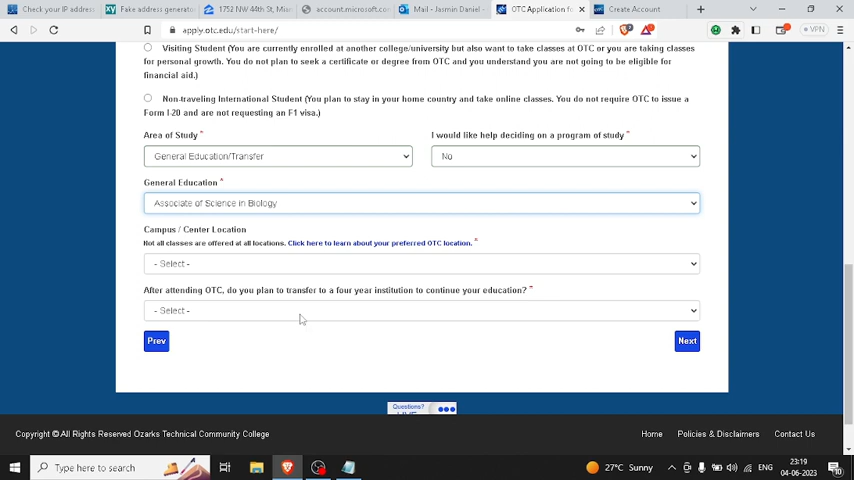 Check your IP address
Fake address generator
1752 NW 44th St, Miam
account.microsoft.com
Mail - Jasmin Daniel -
OTC Application fo
Create Account
apply.otc.edu/start-here/
VPN
Visiting Student (You are currently enrolled at another college/university but also want to take classes at OTC or you are taking classes
for personal growth. You do not plan to seek a certificate or degree from OTC and you understand you are not going to be eligible for
financial aid.)
Non-traveling International Student (You plan to stay in your home country and take online classes. You do not require OTC to issue a
Form I-20 and are not requesting an F1 visa.)
Area of Study *
I would like help deciding on a program of study *
General Education/Transfer
No
General Education *
Associate of Science in Biology
Campus / Center Location
Not all classes are offered at all locations. Click here to learn about your preferred OTC location. *
- Select -
After attending OTC, do you plan to transfer to a four year institution to continue your education? *
- Select -
Prev
Next
Questions?
Copyright © All Rights Reserved Ozarks Technical Community College
Home
Policies & Disclaimers
Contact Us
Type here to search
27°C Sunny
ENG
23:19
04-06-2023
10